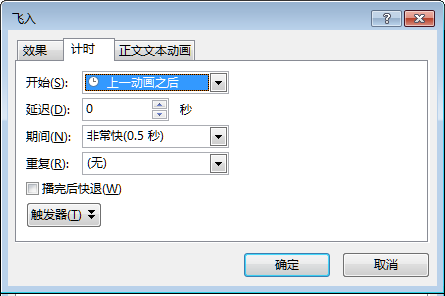 飞入
效果 计时 正文文本动画
开始(S): 上一动画之后
延迟(D): 0 秒
期间(N): 非常快(0.5 秒)
重复(R): (无)
播完后快退(W)
触发器(T)
确定 取消